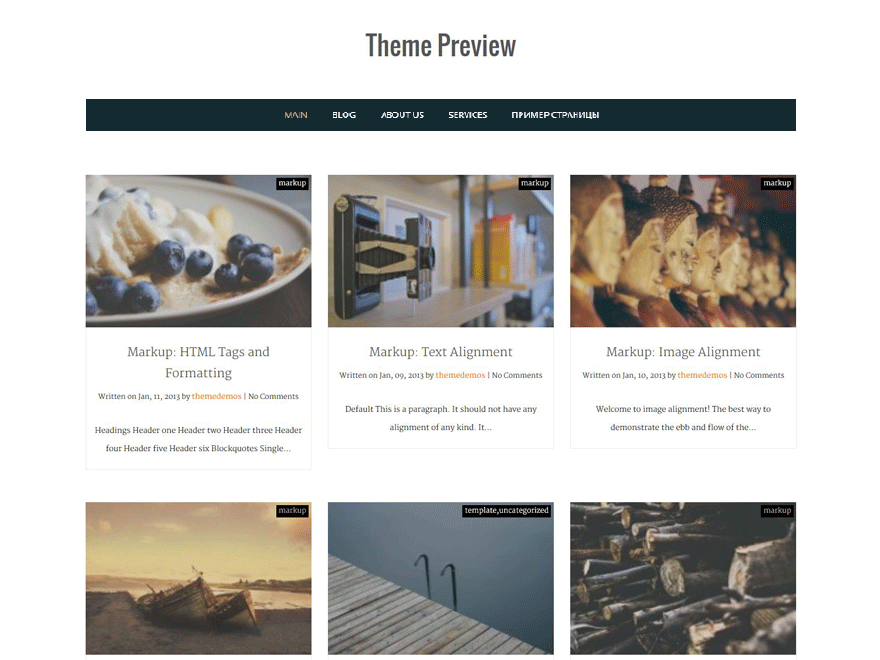 Theme Preview
MAIN BLOG ABOUT US SERVICES ПРИМЕР СТРАНИЦЫ
markup
markup
markup
Markup: HTML Tags and
Formatting
Written on Jan, 11, 2013 by themedemos | No Comments
Headings Header one Header two Header three Header
four Header five Header six Blockquotes Single...
Markup: Text Alignment
Written on Jan, 09, 2013 by themedemos | No Comments
Default This is a paragraph. It should not have any
alignment of any kind. It...
Markup: Image Alignment
Written on Jan, 10, 2013 by themedemos | No Comments
Welcome to image alignment! The best way to
demonstrate the ebb and flow of the...
markup
template,uncategorized
markup